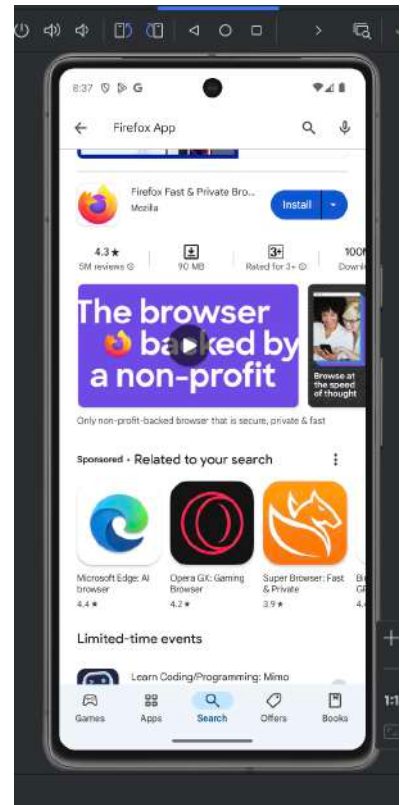 8:37 G
Firefox App
Firefox Fast & Private Bro...
Mozilla
Install
4.3★
5M reviews
90 MB
3+
Rated for 3+
100M
Downl
The browser
backed by
a non-profit
Browse at
the speed
of thought
Only non-profit-backed browser that is secure, private & fast
Sponsored • Related to your search
Microsoft Edge: AI browser
4.4★
Opera GX: Gaming Browser
4.2★
Super Browser: Fast & Private
3.9★
4.
Limited-time events
Learn Coding/Programming: Mimo
Games
Apps
Search
Offers
Books
1:1